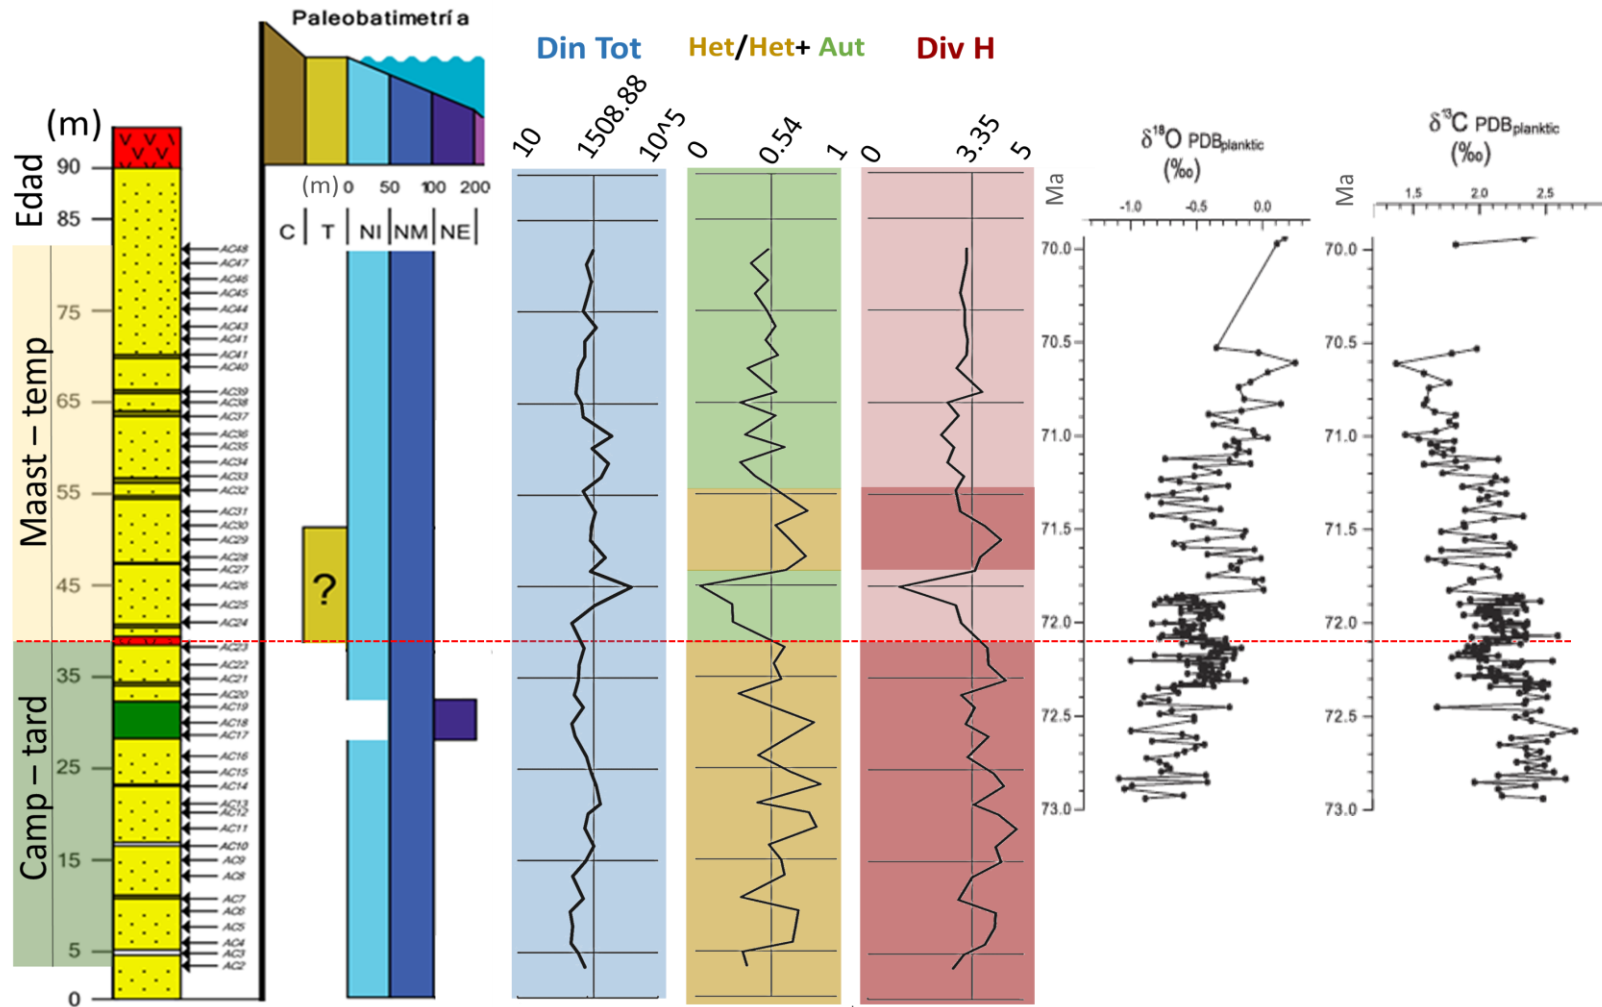 Paleobatimetría
Din Tot
Het/Het+ Aut
Div H
10
1508.88
10^5
0
0.54
1
0
3.35
5
δ18O PDBplanktic
(‰)
δ13C PDBplanktic
(‰)
Edad
(m)
(m) 0 50 100 200
C T NI NM NE
Ma
-1.0 -0.5 0.0
Ma
1.5 2.0 2.5
90
85
75
65
55
45
35
25
15
5
0
Maast – temp
Camp – tard
AC48
AC47
AC46
AC45
AC44
AC43
AC41
AC41
AC40
AC39
AC38
AC37
AC36
AC35
AC34
AC33
AC32
AC31
AC30
AC29
AC28
AC27
AC26
AC25
AC24
AC23
AC22
AC21
AC20
AC19
AC18
AC17
AC16
AC15
AC14
AC13
AC12
AC11
AC10
AC9
AC8
AC7
AC6
AC5
AC4
AC3
AC2
?
70.0
70.5
71.0
71.5
72.0
72.5
73.0
70.0
70.5
71.0
71.5
72.0
72.5
73.0